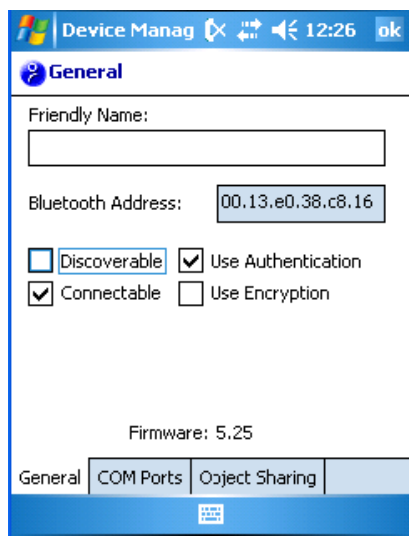 Device Manag 12:26 ok
General
Friendly Name:
Bluetooth Address: 00.13.e0.38.c8.16
Discoverable Use Authentication
Connectable Use Encryption
Firmware: 5.25
General COM Ports Object Sharing